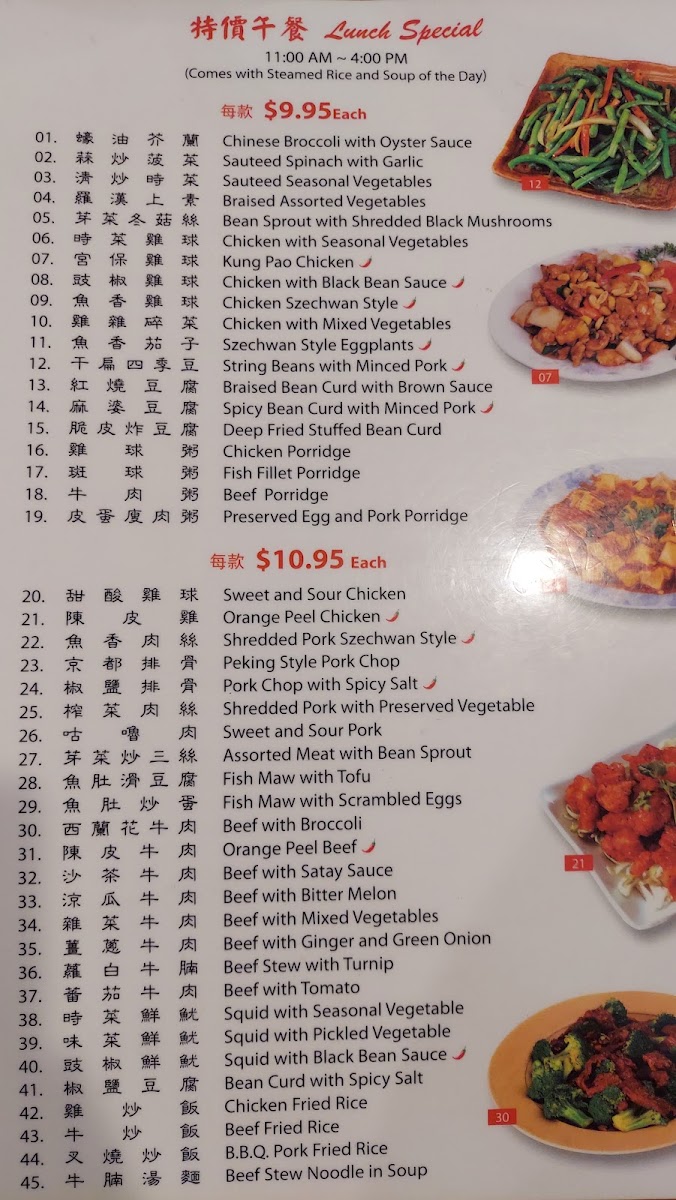 特價午餐 Lunch Special
11:00 AM ~ 4:00 PM
(Comes with Steamed Rice and Soup of the Day)
每款 $9.95 Each
01. 蠔油芥蘭 Chinese Broccoli with Oyster Sauce
02. 蒜炒菠菜 Sauteed Spinach with Garlic
03. 清炒時菜 Sauteed Seasonal Vegetables
04. 羅漢上素 Braised Assorted Vegetables
05. 芽菜冬菇絲 Bean Sprout with Shredded Black Mushrooms
06. 時菜雞球 Chicken with Seasonal Vegetables
07. 宮保雞球 Kung Pao Chicken
08. 豉椒雞球 Chicken with Black Bean Sauce
09. 魚香雞球 Chicken Szechwan Style
10. 雞雜碎菜 Chicken with Mixed Vegetables
11. 魚香茄子 Szechwan Style Eggplants
12. 干扁四季豆 String Beans with Minced Pork
13. 紅燒豆腐 Braised Bean Curd with Brown Sauce
14. 麻婆豆腐 Spicy Bean Curd with Minced Pork
15. 脆皮炸豆腐 Deep Fried Stuffed Bean Curd
16. 雞球粥 Chicken Porridge
17. 斑球粥 Fish Fillet Porridge
18. 牛肉粥 Beef Porridge
19. 皮蛋廋肉粥 Preserved Egg and Pork Porridge
每款 $10.95 Each
20. 甜酸雞球 Sweet and Sour Chicken
21. 陳皮雞 Orange Peel Chicken
22. 魚香肉絲 Shredded Pork Szechwan Style
23. 京都排骨 Peking Style Pork Chop
24. 椒鹽排骨 Pork Chop with Spicy Salt
25. 榨菜肉絲 Shredded Pork with Preserved Vegetable
26. 咕嚕肉 Sweet and Sour Pork
27. 芽菜炒三絲 Assorted Meat with Bean Sprout
28. 魚肚滑豆腐 Fish Maw with Tofu
29. 魚肚炒蛋 Fish Maw with Scrambled Eggs
30. 西蘭花牛肉 Beef with Broccoli
31. 陳皮牛肉 Orange Peel Beef
32. 沙茶牛肉 Beef with Satay Sauce
33. 涼瓜牛肉 Beef with Bitter Melon
34. 雜菜牛肉 Beef with Mixed Vegetables
35. 薑蔥牛肉 Beef with Ginger and Green Onion
36. 蘿白牛腩 Beef Stew with Turnip
37. 蕃茄牛肉 Beef with Tomato
38. 時菜鮮魷 Squid with Seasonal Vegetable
39. 味菜鮮魷 Squid with Pickled Vegetable
40. 豉椒鮮魷 Squid with Black Bean Sauce
41. 椒鹽豆腐 Bean Curd with Spicy Salt
42. 雞炒飯 Chicken Fried Rice
43. 牛炒飯 Beef Fried Rice
44. 叉燒炒飯 B.B.Q. Pork Fried Rice
45. 牛腩湯麵 Beef Stew Noodle in Soup
12
07
21
30